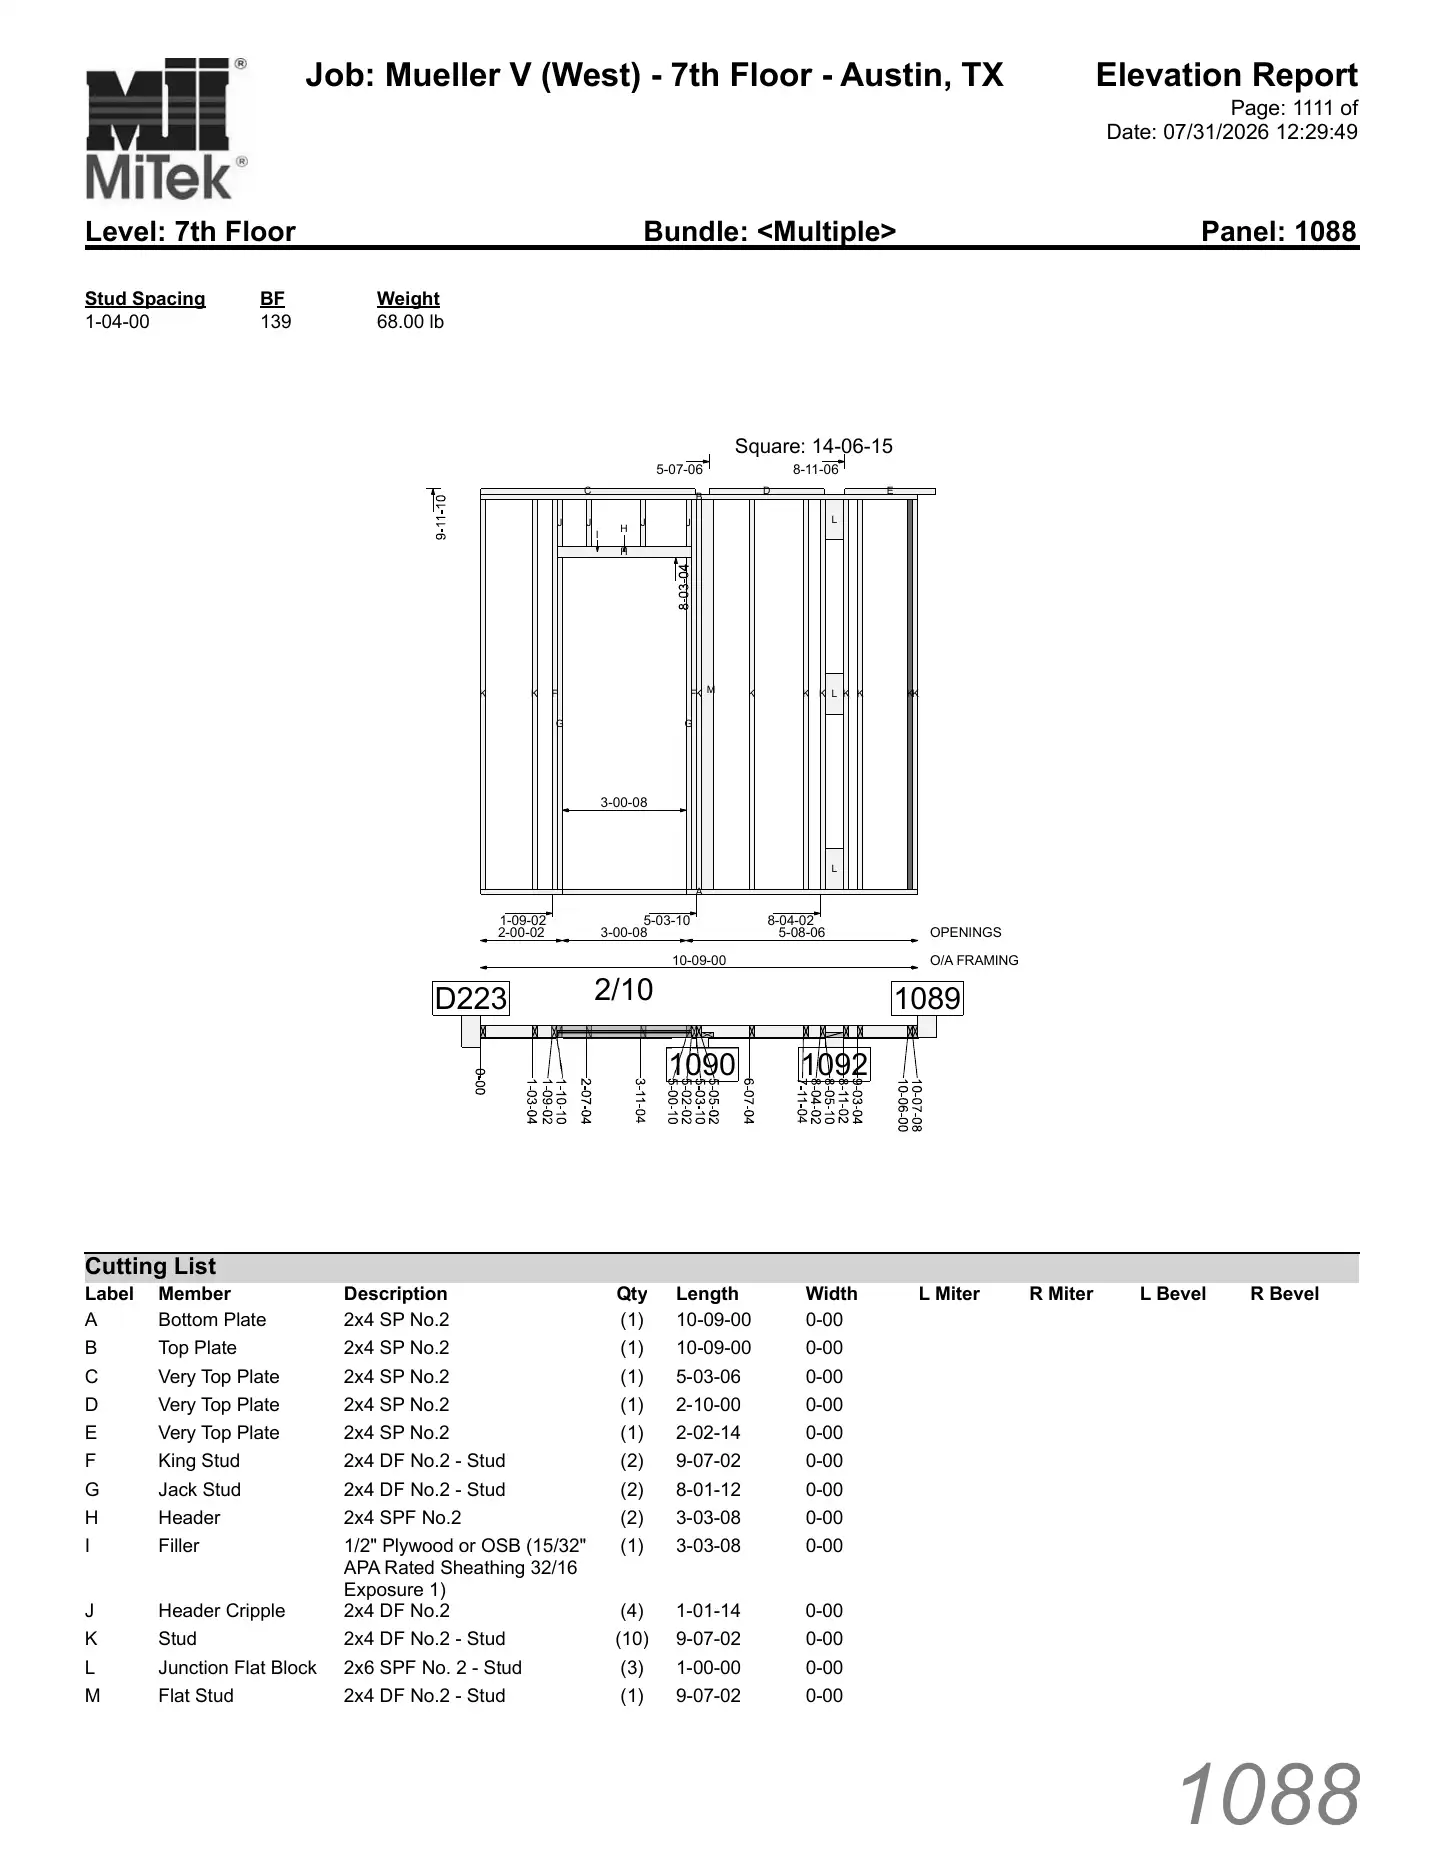 MiTek®
Job: Mueller V (West) - 7th Floor - Austin, TX
Elevation Report
Page: 1111 of
Date: 07/31/2026 12:29:49
Level: 7th Floor Bundle: <Multiple> Panel: 1088
Stud Spacing BF Weight
1-04-00 139 68.00 lb
Square: 14-06-15
5-07-06 8-11-06
C B D E
9-11-10
J J J J L
I H
H
8-03-04
K K F F K M K K K L K K K K
G G
3-00-08
L
A
1-09-02 5-03-10 8-04-02
2-00-02 3-00-08 5-08-06 OPENINGS
10-09-00 O/A FRAMING
D223 2/10 1089
1090 1092
0-00 1-03-04 1-09-02 1-10-10 2-07-04 3-11-04 5-00-10 5-02-02 5-03-10 5-05-02 6-07-04 7-11-04 8-04-02 8-05-10 8-11-02 9-03-04 10-06-00 10-07-08
Cutting List
Label Member Description Qty Length Width L Miter R Miter L Bevel R Bevel
A Bottom Plate 2x4 SP No.2 (1) 10-09-00 0-00
B Top Plate 2x4 SP No.2 (1) 10-09-00 0-00
C Very Top Plate 2x4 SP No.2 (1) 5-03-06 0-00
D Very Top Plate 2x4 SP No.2 (1) 2-10-00 0-00
E Very Top Plate 2x4 SP No.2 (1) 2-02-14 0-00
F King Stud 2x4 DF No.2 - Stud (2) 9-07-02 0-00
G Jack Stud 2x4 DF No.2 - Stud (2) 8-01-12 0-00
H Header 2x4 SPF No.2 (2) 3-03-08 0-00
I Filler 1/2" Plywood or OSB (15/32" (1) 3-03-08 0-00
APA Rated Sheathing 32/16
Exposure 1)
J Header Cripple 2x4 DF No.2 (4) 1-01-14 0-00
K Stud 2x4 DF No.2 - Stud (10) 9-07-02 0-00
L Junction Flat Block 2x6 SPF No. 2 - Stud (3) 1-00-00 0-00
M Flat Stud 2x4 DF No.2 - Stud (1) 9-07-02 0-00
1088